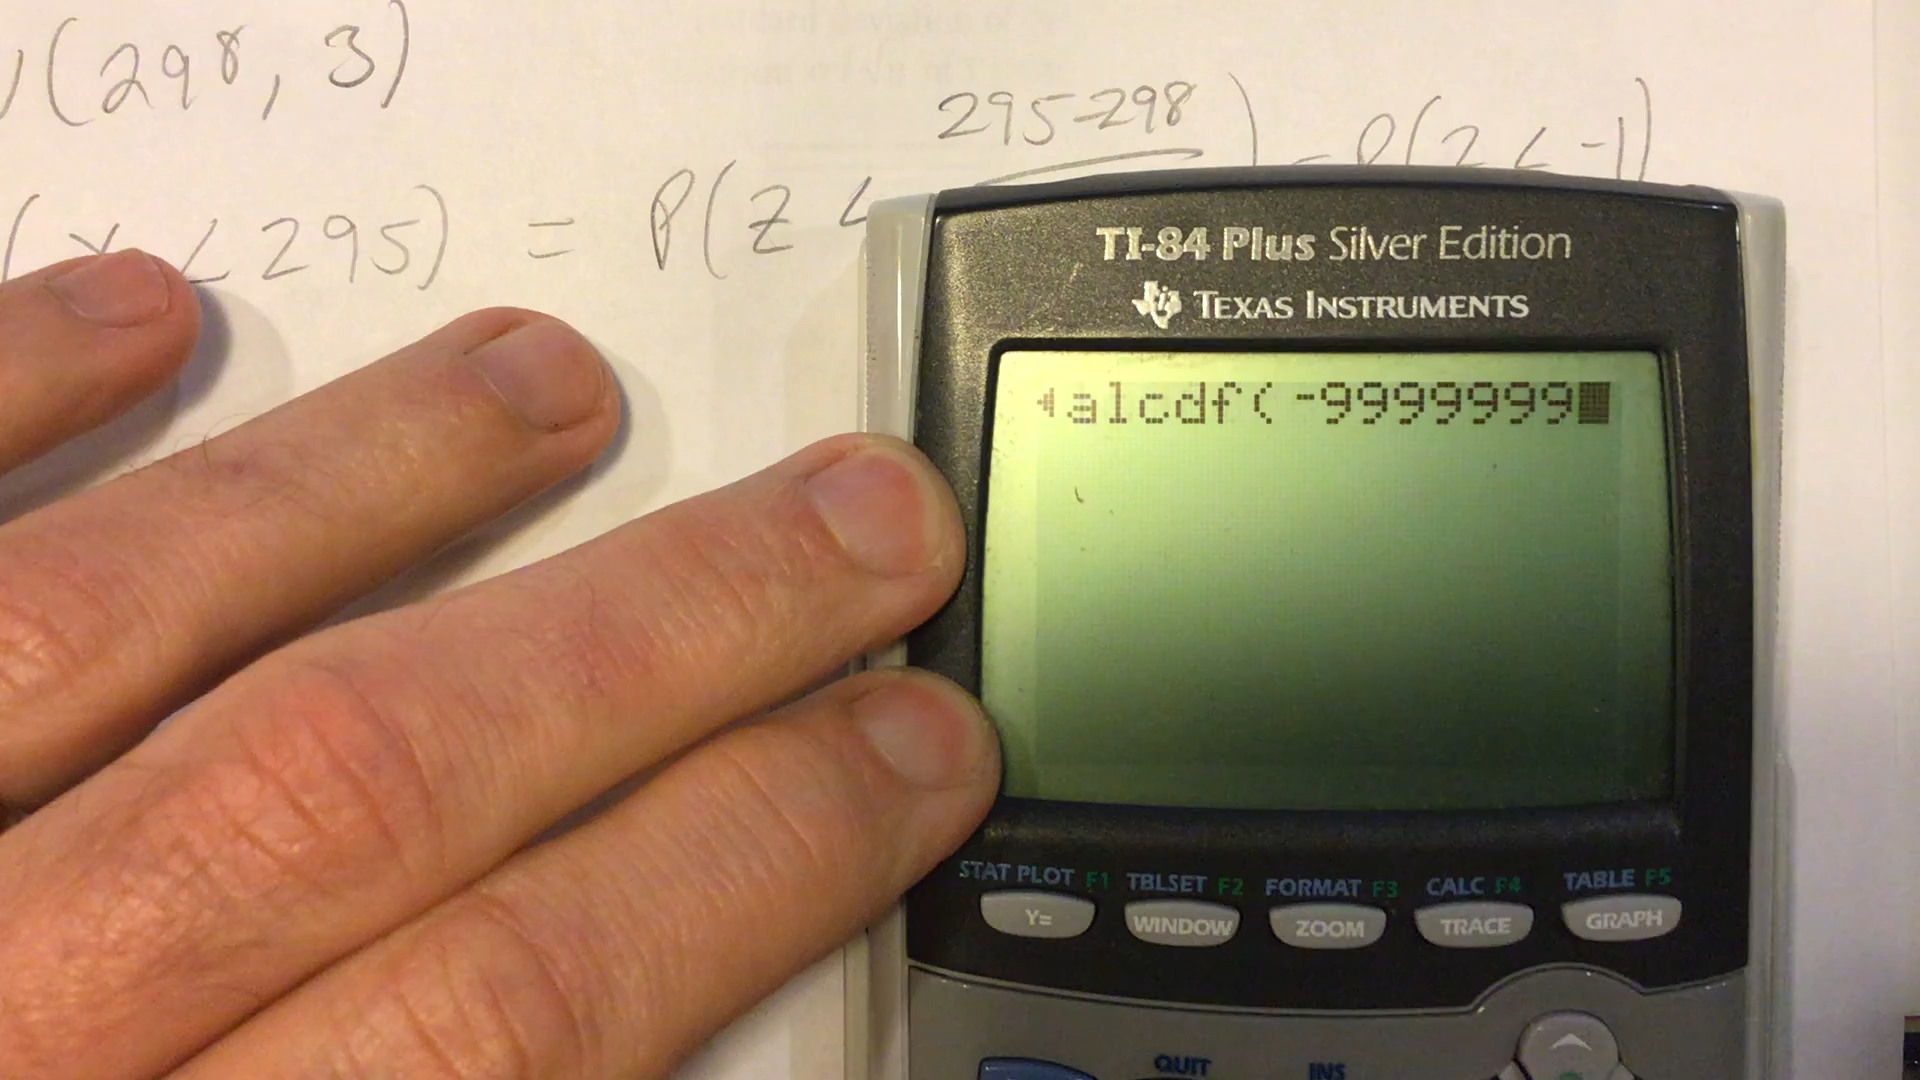 (298, 3)
295-298
(X < 295) = P(Z <
) = P(Z < -1)
TI-84 Plus Silver Edition
TEXAS INSTRUMENTS
alcdf(-9999999
STAT PLOT F1 TBLSET F2 FORMAT F3 CALC F4 TABLE F5
Y= WINDOW ZOOM TRACE GRAPH
QUIT INS